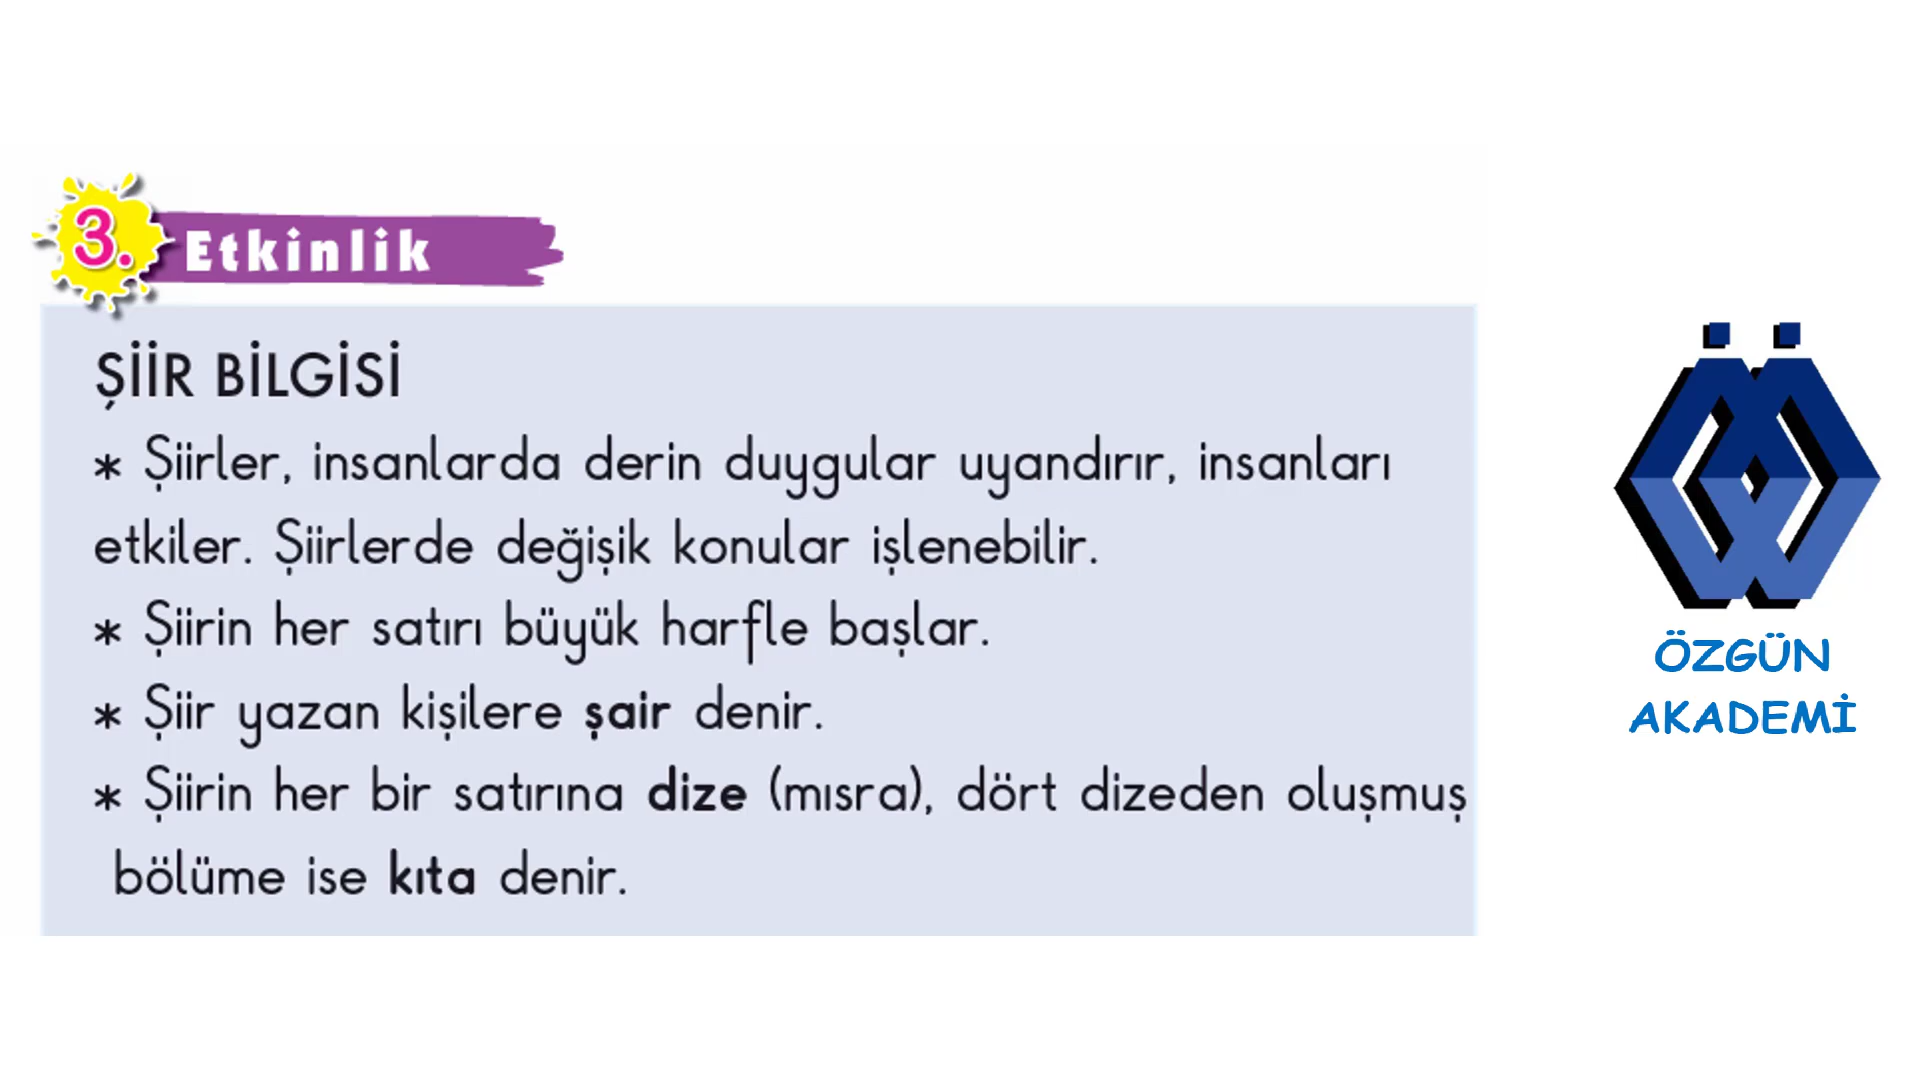 3. Etkinlik
ŞİİR BİLGİSİ
* Şiirler, insanlarda derin duygular uyandırır, insanları
etkiler. Şiirlerde değişik konular işlenebilir.
* Şiirin her satırı büyük harfle başlar.
* Şiir yazan kişilere şair denir.
* Şiirin her bir satırına dize (mısra), dört dizeden oluşmuş
bölüme ise kıta denir.
ÖZGÜN
AKADEMİ